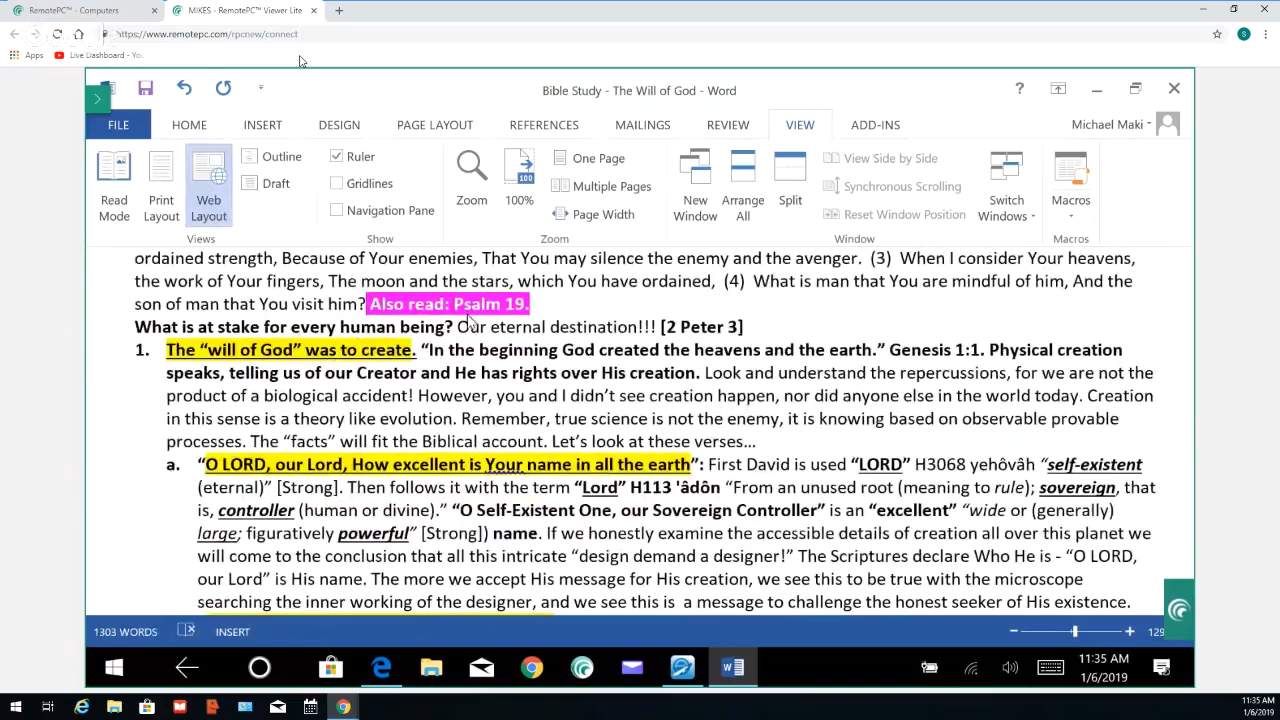 RemotePC™ - Computers
MIKES - RemotePC™ Viewer Lite
https://www.remotepc.com/rpcnew/connect
S
Apps Live Dashboard - You
Bible Study - The Will of God - Word
FILE HOME INSERT DESIGN PAGE LAYOUT REFERENCES MAILINGS REVIEW VIEW ADD-INS Michael Maki
Read Mode
Print Layout
Web Layout
Outline
Draft
Views
Ruler
Gridlines
Navigation Pane
Show
Zoom
100
100%
One Page
Multiple Pages
Page Width
Zoom
New Window
Arrange All
Split
View Side by Side
Synchronous Scrolling
Reset Window Position
Switch Windows
Window
Macros
Macros
ordained strength, Because of Your enemies, That You may silence the enemy and the avenger. (3) When I consider Your heavens,
the work of Your fingers, The moon and the stars, which You have ordained, (4) What is man that You are mindful of him, And the
son of man that You visit him? Also read: Psalm 19.
What is at stake for every human being? Our eternal destination!!! [2 Peter 3]
1. The “will of God” was to create. “In the beginning God created the heavens and the earth.” Genesis 1:1. Physical creation
speaks, telling us of our Creator and He has rights over His creation. Look and understand the repercussions, for we are not the
product of a biological accident! However, you and I didn’t see creation happen, nor did anyone else in the world today. Creation
in this sense is a theory like evolution. Remember, true science is not the enemy, it is knowing based on observable provable
processes. The “facts” will fit the Biblical account. Let’s look at these verses…
a. “O LORD, our Lord, How excellent is Your name in all the earth”: First David is used “LORD” H3068 yehôvâh “self-existent
(eternal)” [Strong]. Then follows it with the term “Lord” H113 'âdôn “From an unused root (meaning to rule); sovereign, that
is, controller (human or divine).” “O Self-Existent One, our Sovereign Controller” is an “excellent” “wide or (generally)
large; figuratively powerful” [Strong]) name. If we honestly examine the accessible details of creation all over this planet we
will come to the conclusion that all this intricate “design demand a designer!” The Scriptures declare Who He is - “O LORD,
our Lord” is His name. The more we accept His message for His creation, we see this to be true with the microscope
searching the inner working of the designer, and we see this is a message to challenge the honest seeker of His existence.
1303 WORDS INSERT 129
11:35 AM
1/6/2019
11:35 AM
1/6/2019